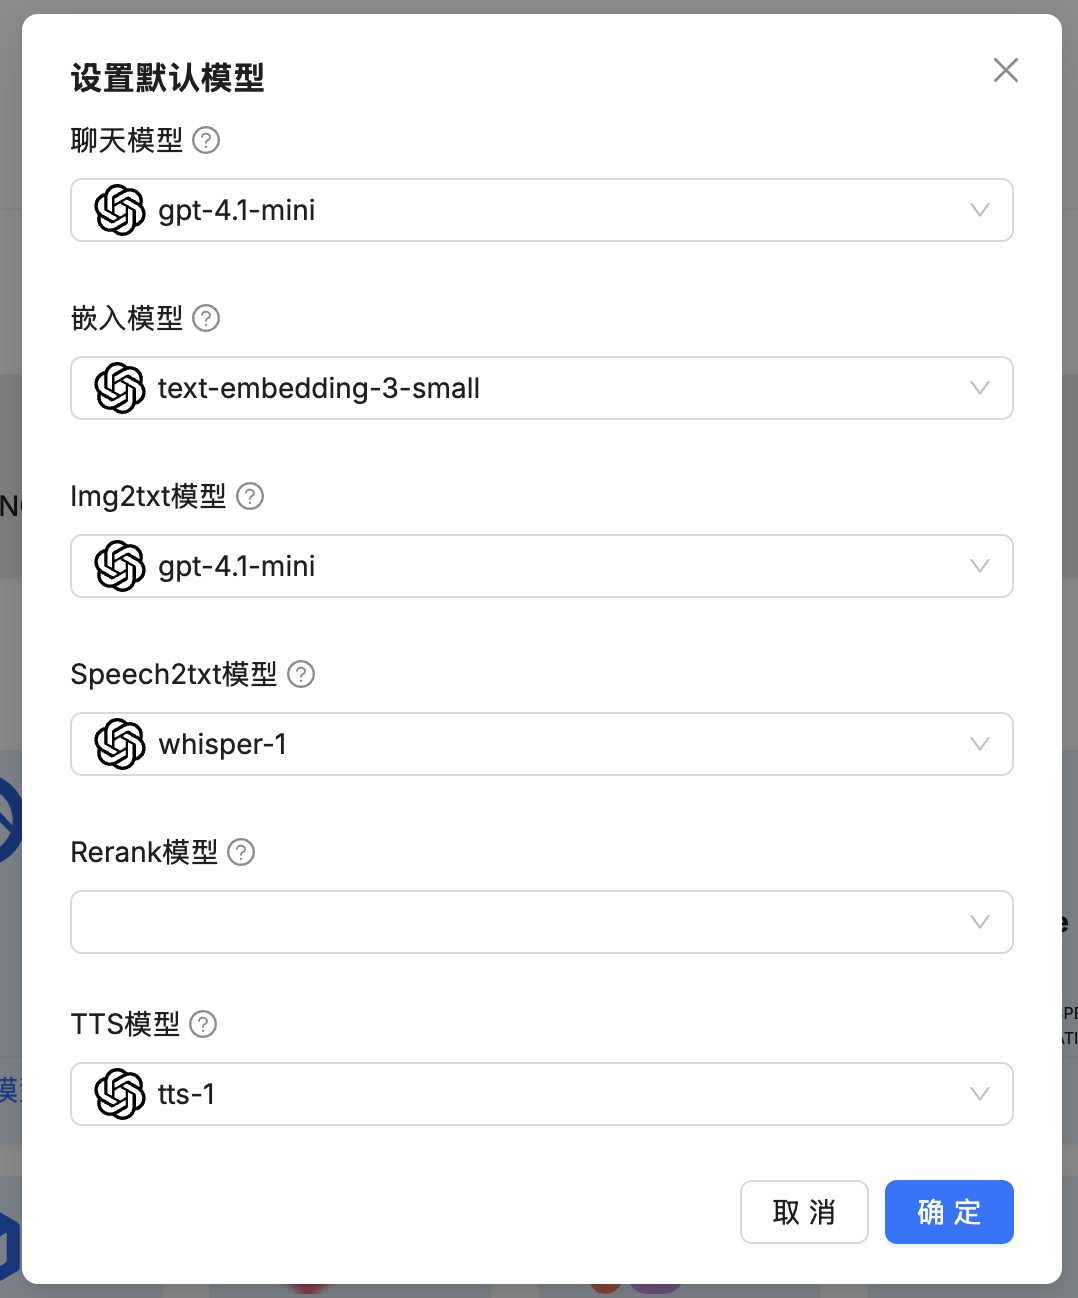 设置默认模型
聊天模型
gpt-4.1-mini
嵌入模型
text-embedding-3-small
Img2txt模型
gpt-4.1-mini
Speech2txt模型
whisper-1
Rerank模型
TTS模型
tts-1
取 消
确 定